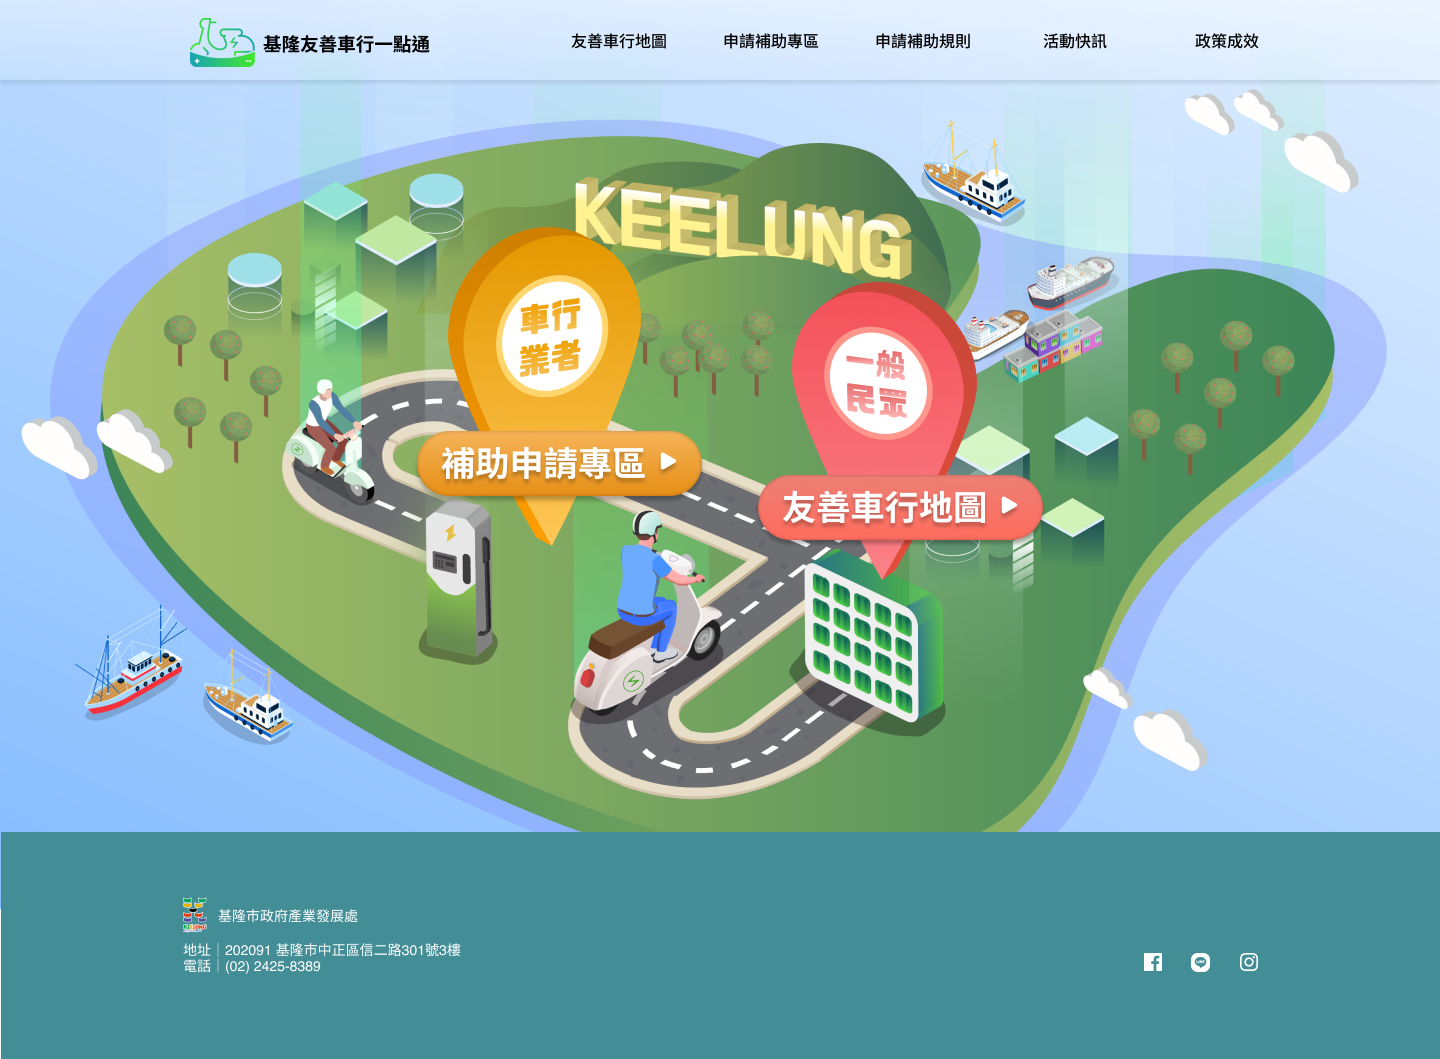 基隆友善車行一點通
友善車行地圖
申請補助專區
申請補助規則
活動快訊
政策成效
KEELUNG
車行
業者
補助申請專區
一般
民眾
友善車行地圖
基隆市政府產業發展處
地址｜202091 基隆市中正區信二路301號3樓
電話｜(02) 2425-8389